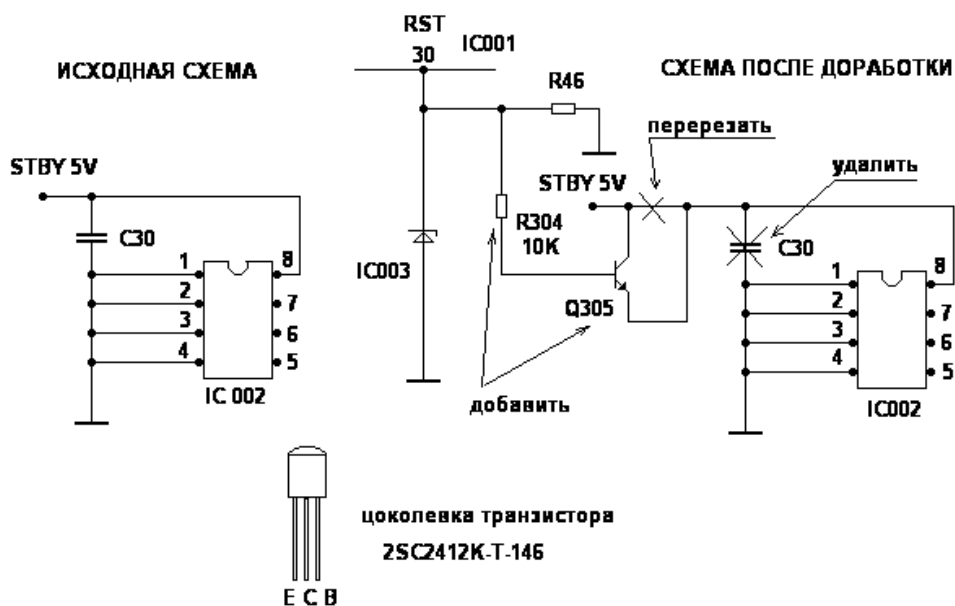 RST
30
IC001
ИСХОДНАЯ СХЕМА
СХЕМА ПОСЛЕ ДОРАБОТКИ
R46
перерезать
STBY 5V
STBY 5V
удалить
C30
R304
10K
C30
IC003
1
2
3
4
8
7
6
5
IC 002
Q305
1
2
3
4
8
7
6
5
IC002
добавить
цоколевка транзистора
2SC2412K-T-146
E C B